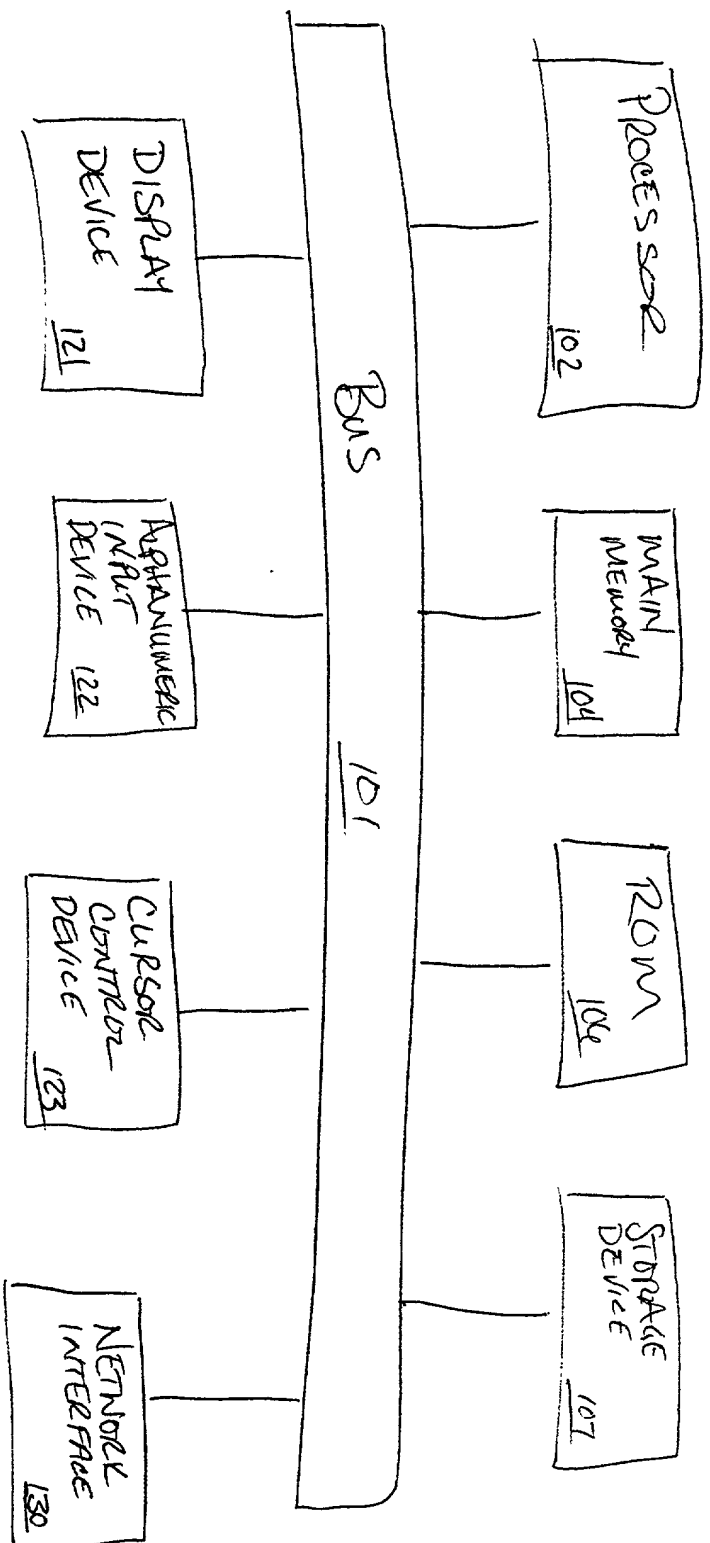 PROCESSOR
102
MAIN
MEMORY
104
ROM
106
STORAGE
DEVICE
107
BUS
101
DISPLAY
DEVICE
121
ALPHANUMERIC
INPUT
DEVICE 122
CURSOR
CONTROL
DEVICE
123
NETWORK
INTERFACE
130